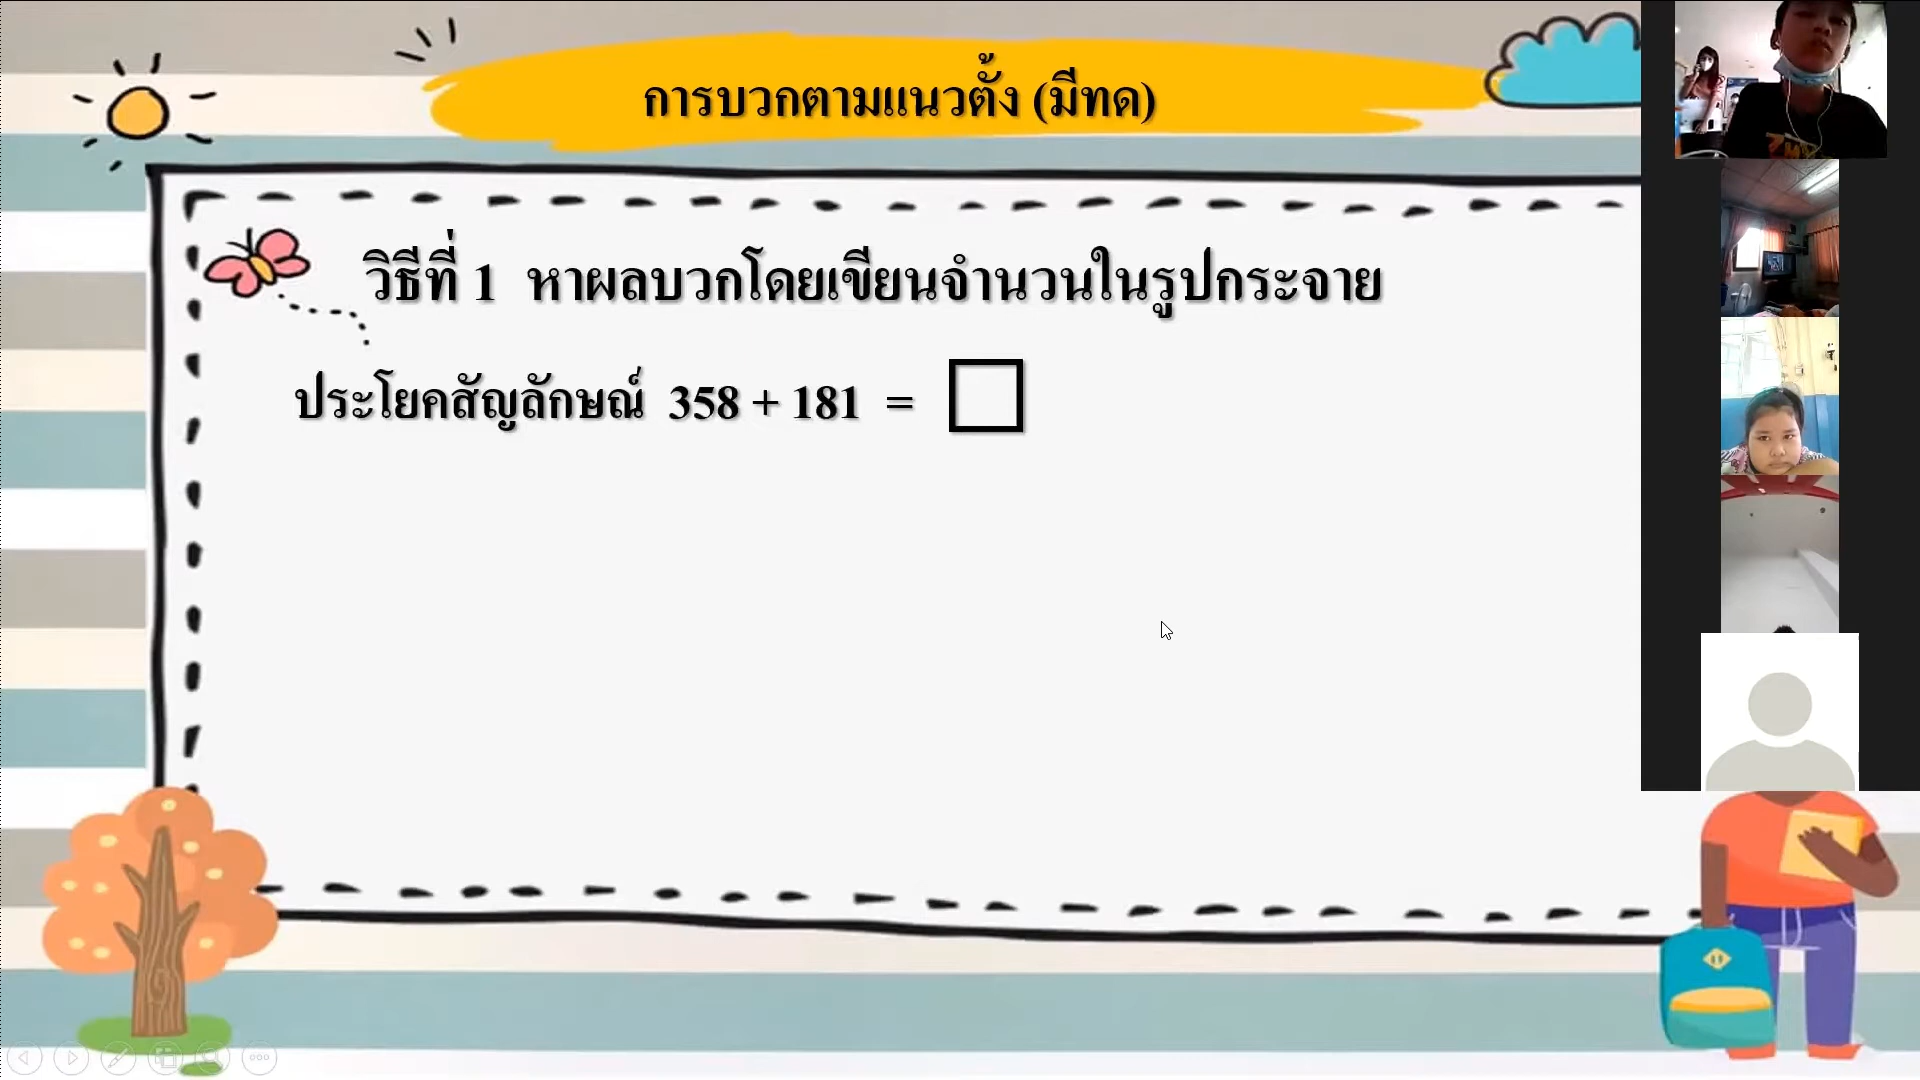 การบวกตามแนวตั้ง (มีทด)
วิธีที่ 1 หาผลบวกโดยเขียนจำนวนในรูปกระจาย
ประโยคสัญลักษณ์ 358 + 181 =